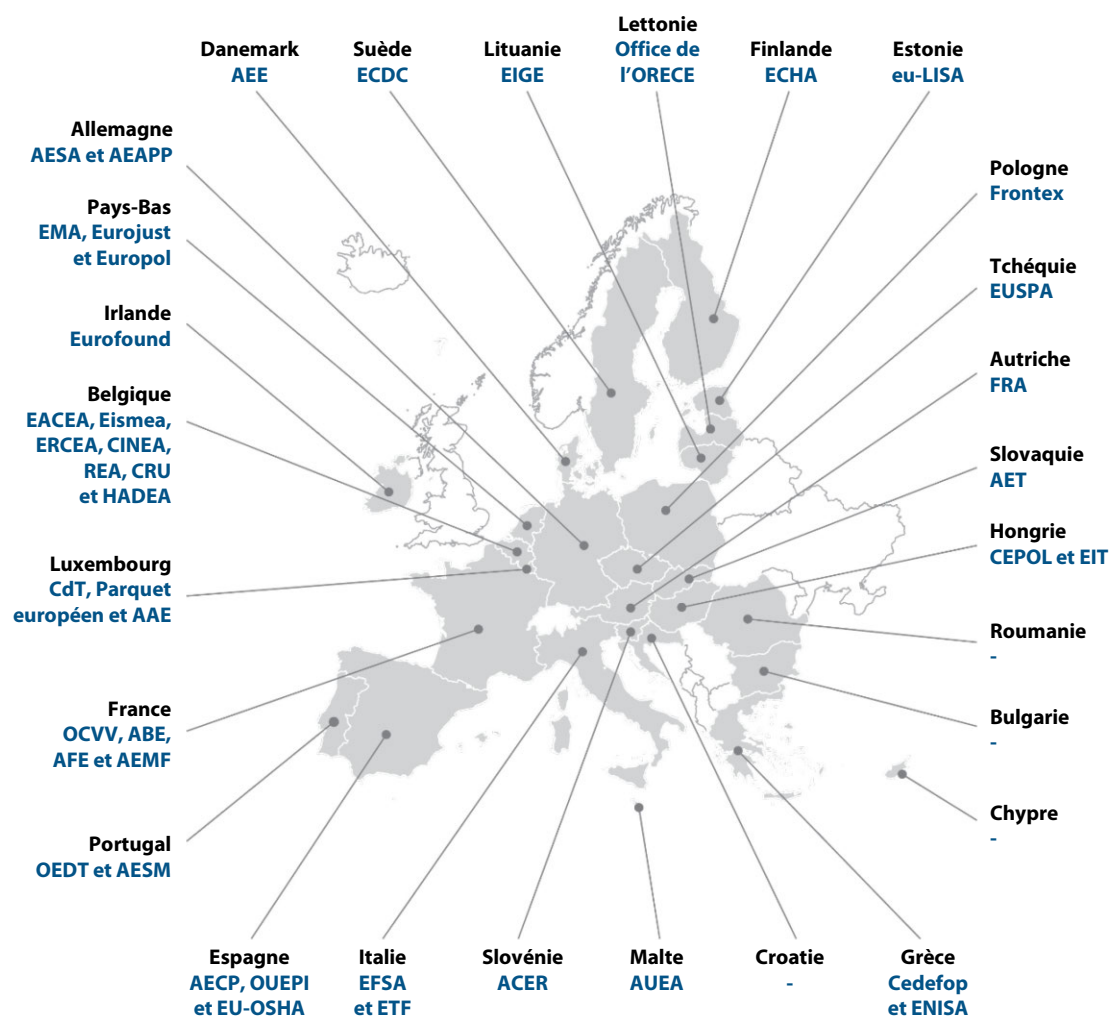 Danemark
AEE
Suède
ECDC
Lituanie
EIGE
Lettonie
Office de
l'ORECE
Finlande
ECHA
Estonie
eu-LISA
Allemagne
AESA et AEAPP
Pays-Bas
EMA, Eurojust
et Europol
Irlande
Eurofound
Belgique
EACEA, Eismea,
ERCEA, CINEA,
REA, CRU
et HADEA
Luxembourg
CdT, Parquet
européen et AAE
France
OCVV, ABE,
AFE et AEMF
Portugal
OEDT et AESM
Pologne
Frontex
Tchéquie
EUSPA
Autriche
FRA
Slovaquie
AET
Hongrie
CEPOL et EIT
Roumanie
-
Bulgarie
-
Chypre
-
Espagne
AECP, OUEPI
et EU-OSHA
Italie
EFSA
et ETF
Slovénie
ACER
Malte
AUEA
Croatie
-
Grèce
Cedefop
et ENISA